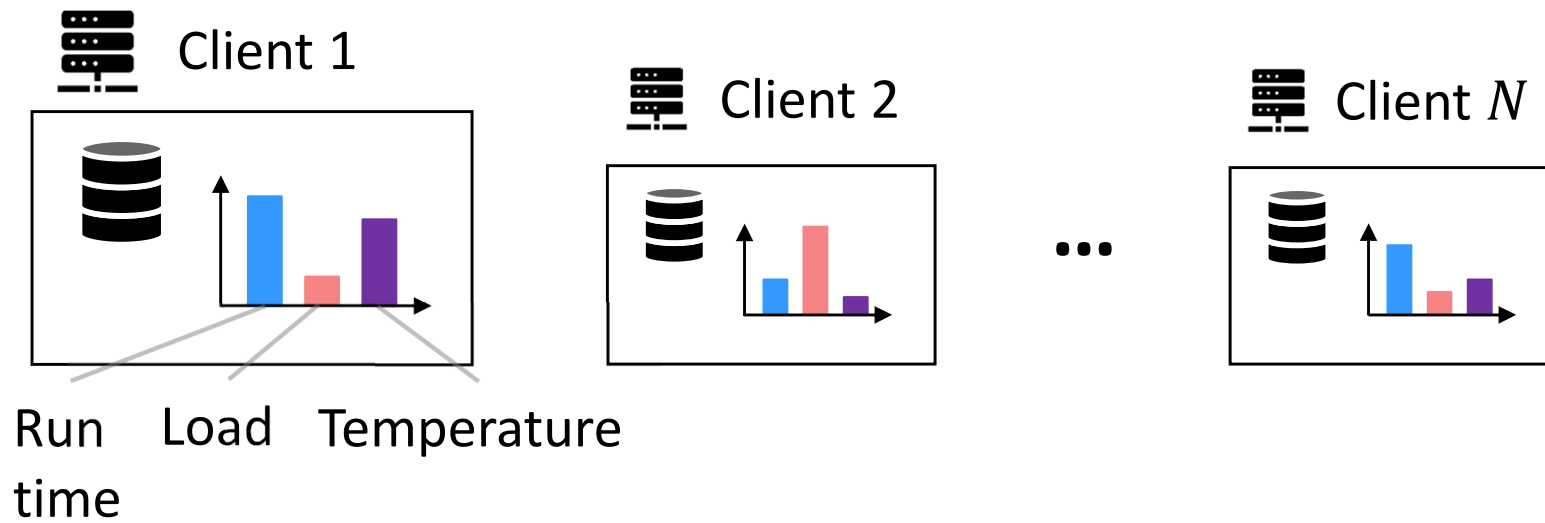 Client 1
Client 2
...
Client N
Run
time
Load
Temperature